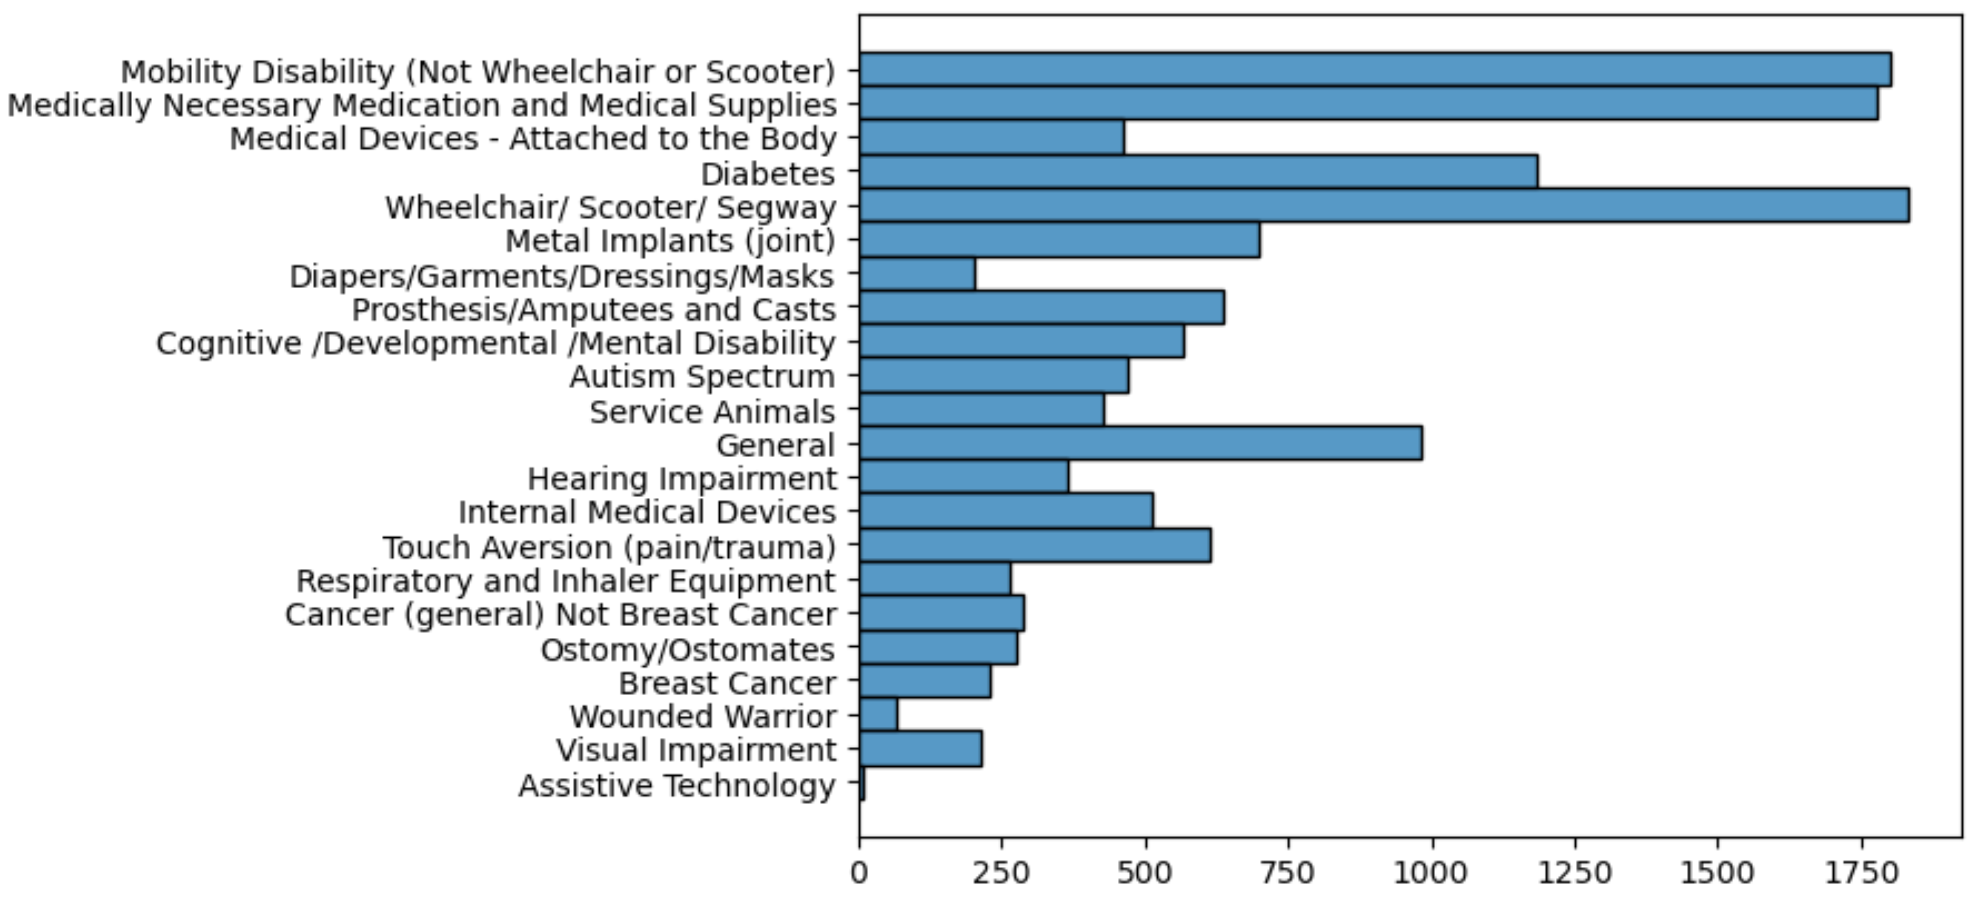 Mobility Disability (Not Wheelchair or Scooter)
Medically Necessary Medication and Medical Supplies
Medical Devices - Attached to the Body
Diabetes
Wheelchair/ Scooter/ Segway
Metal Implants (joint)
Diapers/Garments/Dressings/Masks
Prosthesis/Amputees and Casts
Cognitive /Developmental /Mental Disability
Autism Spectrum
Service Animals
General
Hearing Impairment
Internal Medical Devices
Touch Aversion (pain/trauma)
Respiratory and Inhaler Equipment
Cancer (general) Not Breast Cancer
Ostomy/Ostomates
Breast Cancer
Wounded Warrior
Visual Impairment
Assistive Technology
0 250 500 750 1000 1250 1500 1750